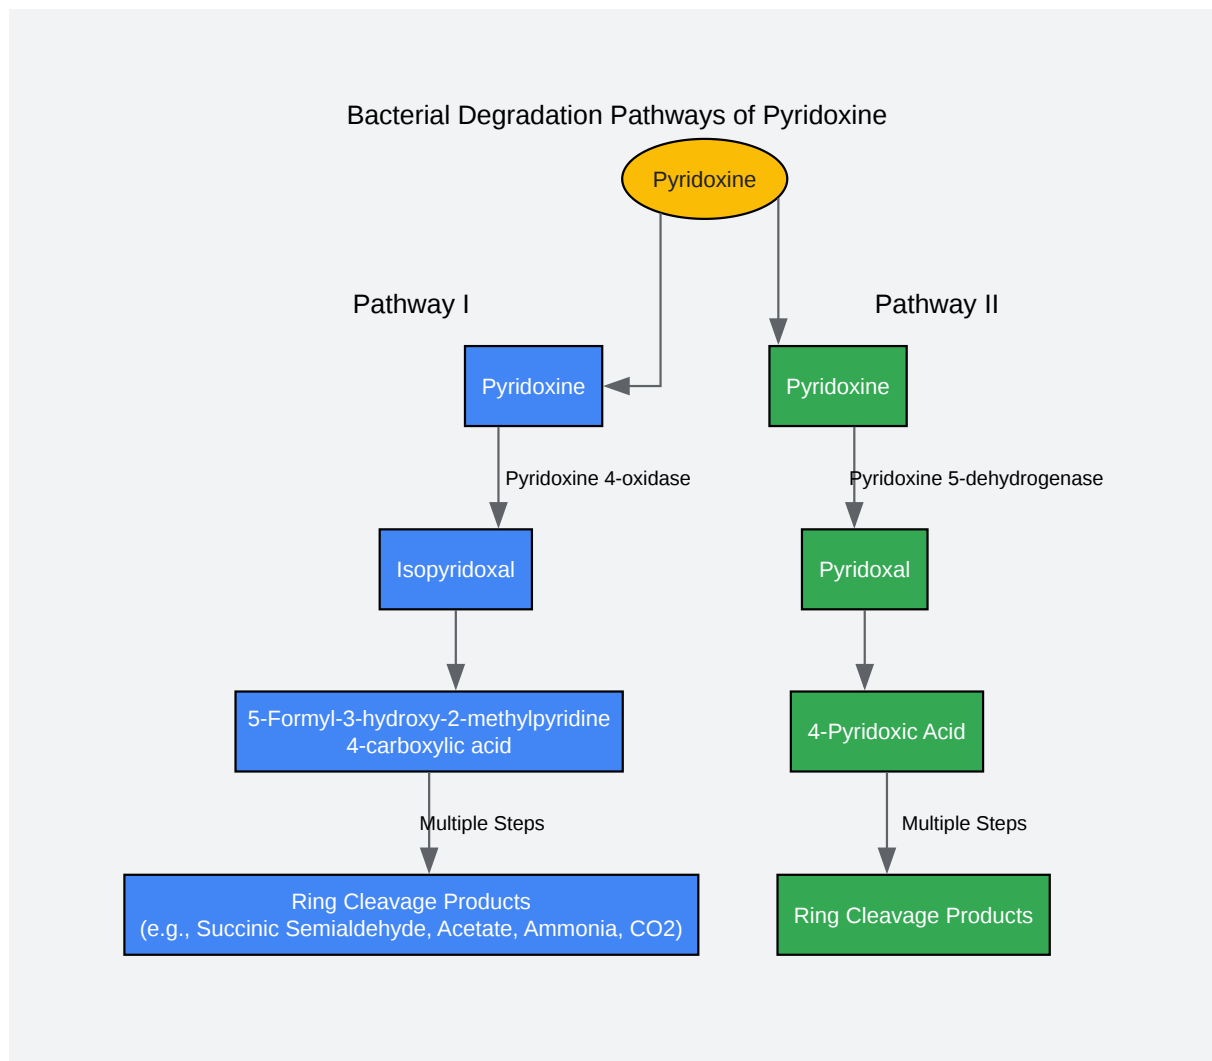 Bacterial Degradation Pathways of Pyridoxine
Pyridoxine
Pathway I
Pathway II
Pyridoxine
Pyridoxine
Pyridoxine 4-oxidase
Pyridoxine 5-dehydrogenase
Isopyridoxal
Pyridoxal
5-Formyl-3-hydroxy-2-methylpyridine
4-carboxylic acid
4-Pyridoxic Acid
Multiple Steps
Multiple Steps
Ring Cleavage Products
(e.g., Succinic Semialdehyde, Acetate, Ammonia, CO2)
Ring Cleavage Products